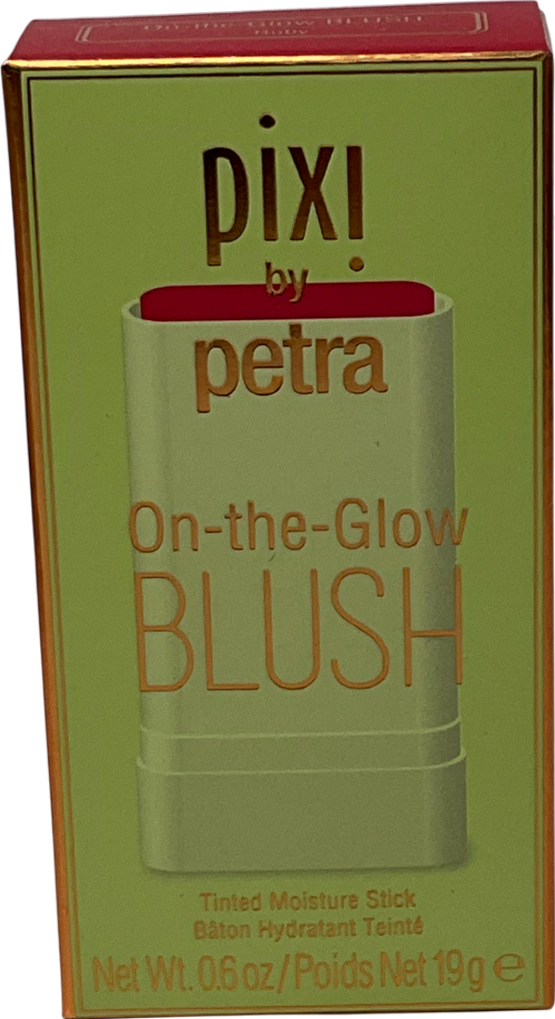 On-the-Glow BLUSH
Ruby
pixi
by
petra
On-the-Glow
BLUSH
Tinted Moisture Stick
Bâton Hydratant Teinté
Net Wt. 0.6 oz/Poids Net 19g ℮